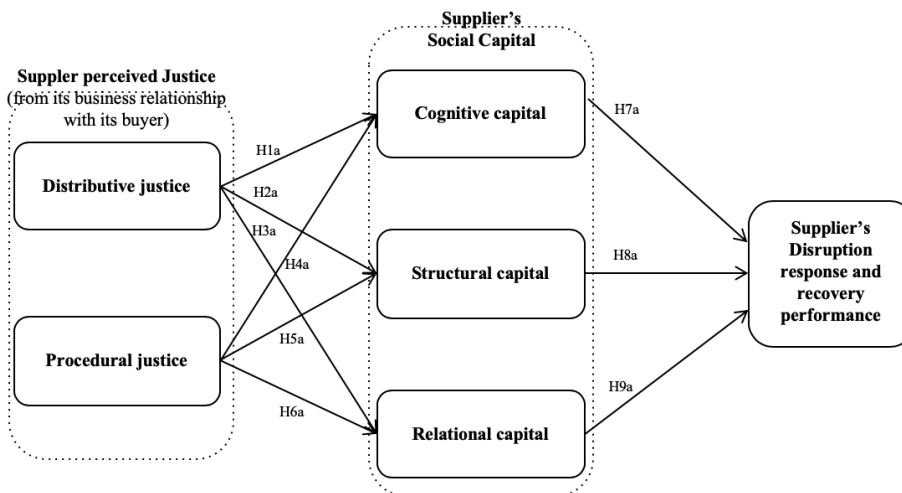 Supplier's
Social Capital
Suppler perceived Justice
(from its business relationship
with its buyer)
Distributive justice
Procedural justice
H1a
H2a
H3a
H4a
H5a
H6a
Cognitive capital
Structural capital
Relational capital
H7a
H8a
H9a
Supplier's
Disruption
response and
recovery
performance